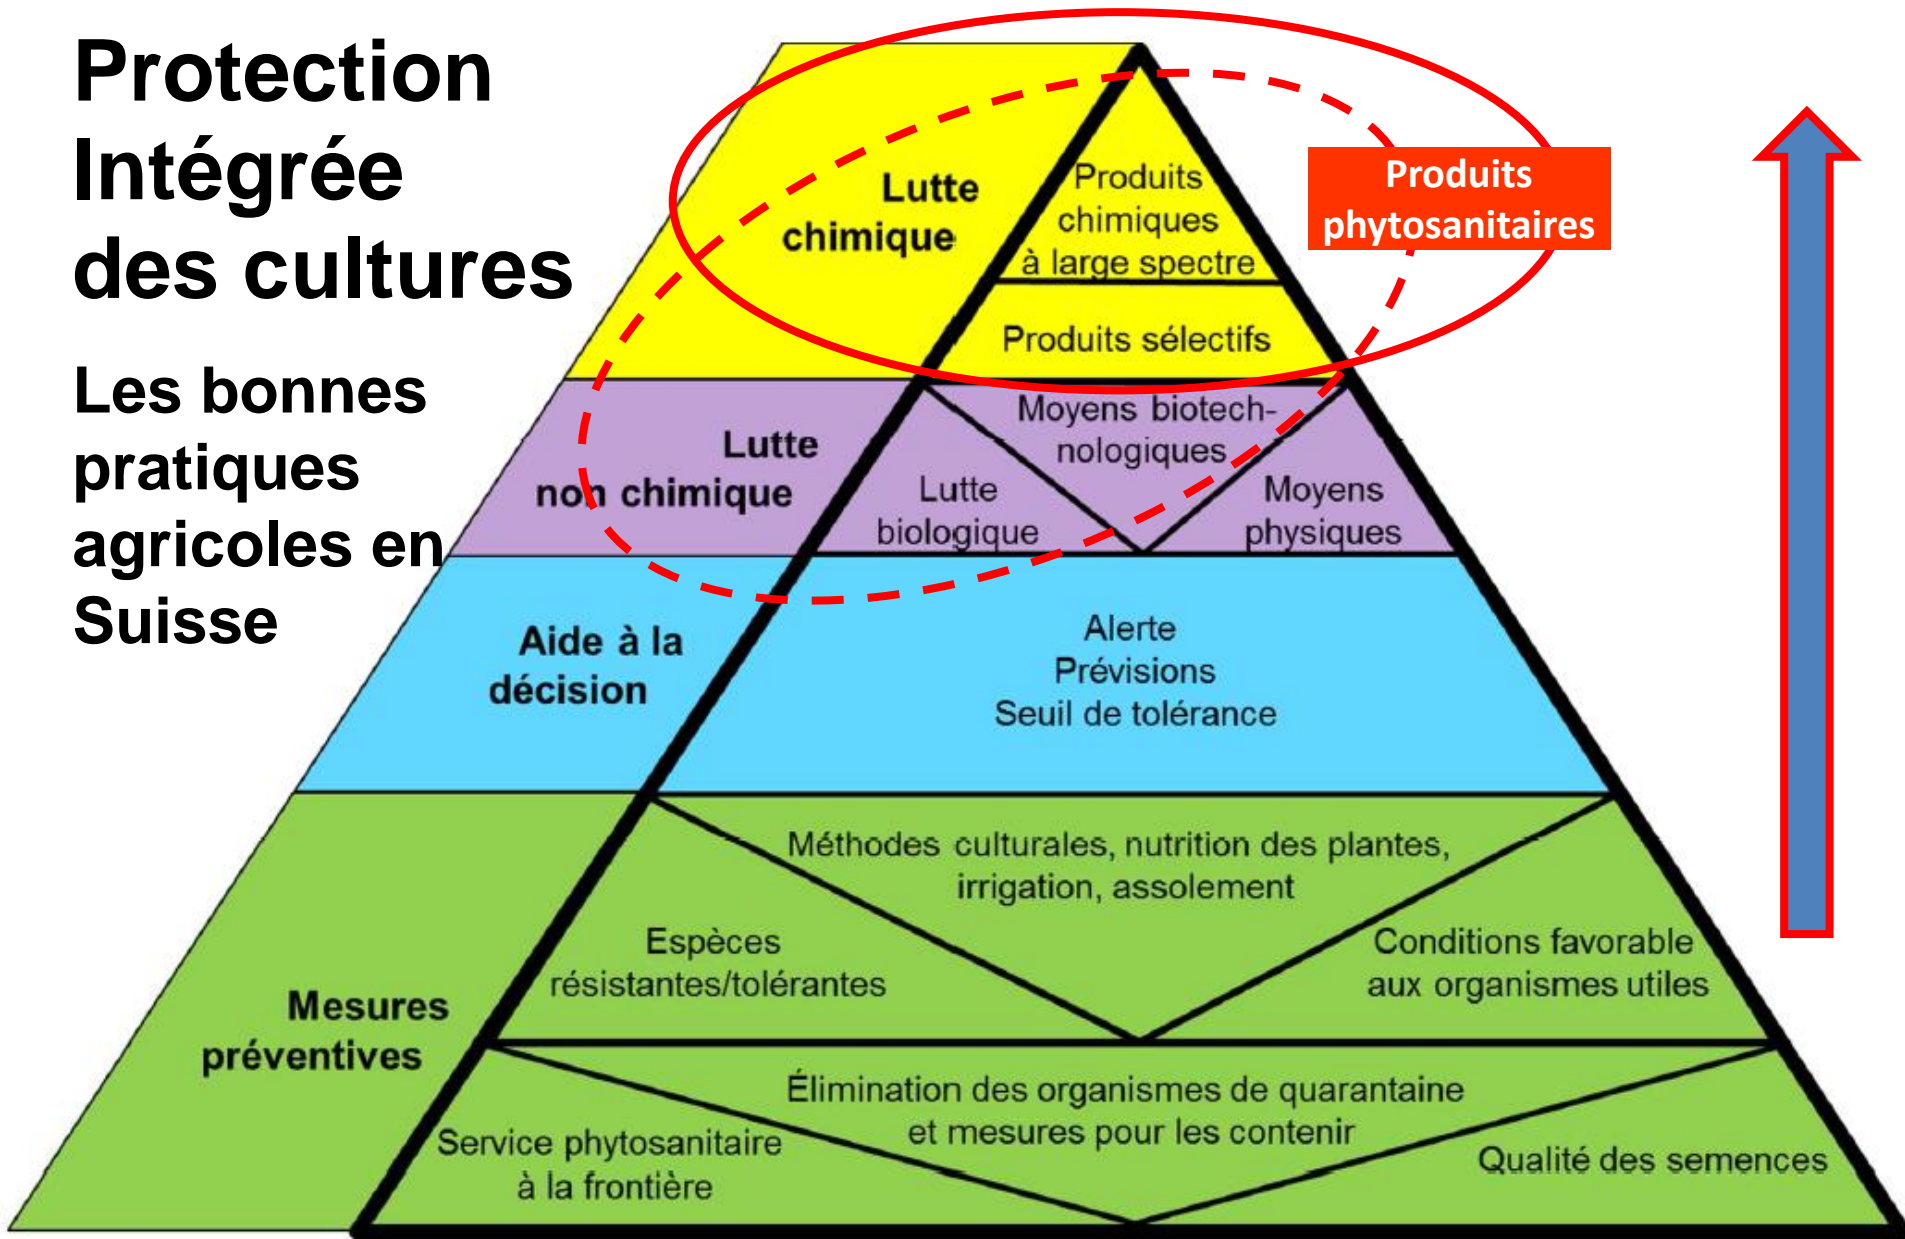 Protection
Intégrée
des cultures
Les bonnes
pratiques
agricoles en
Suisse
Lutte
chimique
Produits
chimiques
à large spectre
Produits sélectifs
Produits
phytosanitaires
Lutte
non chimique
Moyens biotech-
nologiques
Lutte
biologique
Moyens
physiques
Aide à la
décision
Alerte
Prévisions
Seuil de tolérance
Mesures
préventives
Méthodes culturales, nutrition des plantes,
irrigation, assolement
Espèces
résistantes/tolérantes
Conditions favorable
aux organismes utiles
Élimination des organismes de quarantaine
et mesures pour les contenir
Service phytosanitaire
à la frontière
Qualité des semences